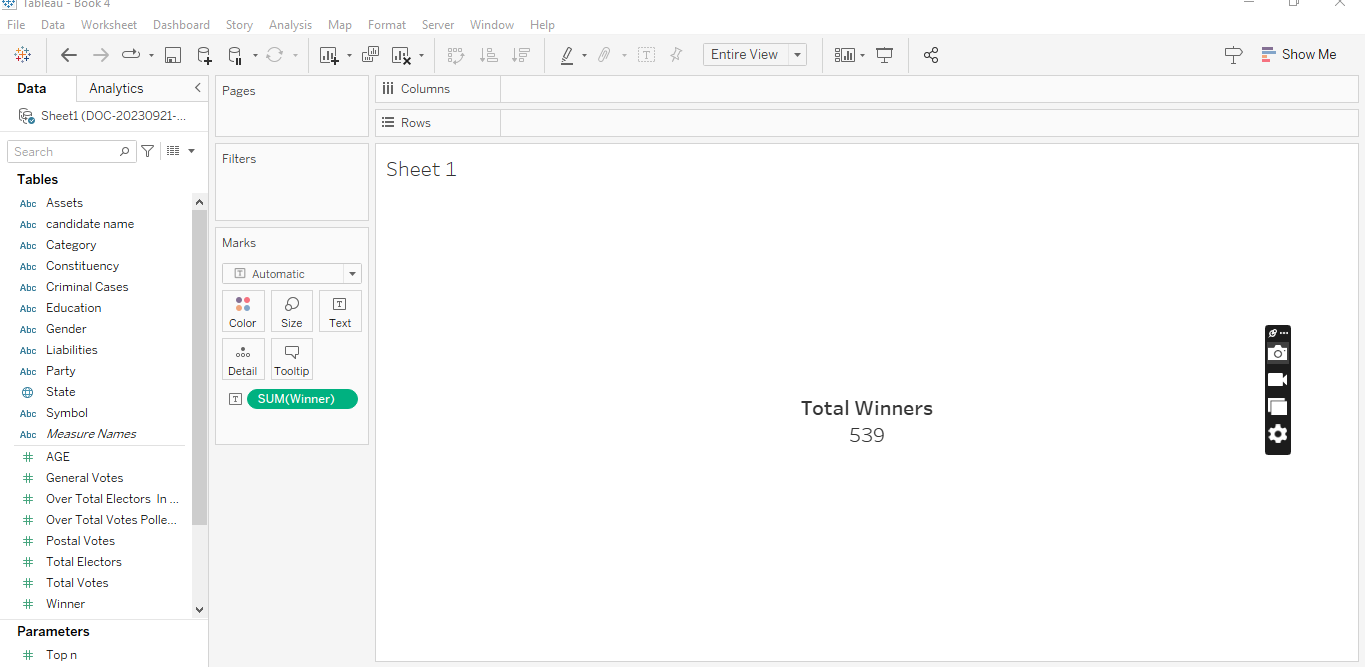 Tableau - Book 4
File Data Worksheet Dashboard Story Analysis Map Format Server Window Help
Entire View
Show Me
Data Analytics
Sheet1 (DOC-20230921-...
Search
Tables
Abc Assets
Abc candidate name
Abc Category
Abc Constituency
Abc Criminal Cases
Abc Education
Abc Gender
Abc Liabilities
Abc Party
State
Abc Symbol
Abc Measure Names
# AGE
# General Votes
# Over Total Electors In ...
# Over Total Votes Polle...
# Postal Votes
# Total Electors
# Total Votes
# Winner
Parameters
# Top n
Pages
Filters
Marks
T Automatic
Color Size T Text
Detail Tooltip
T SUM(Winner)
Columns
Rows
Sheet 1
Total Winners
539